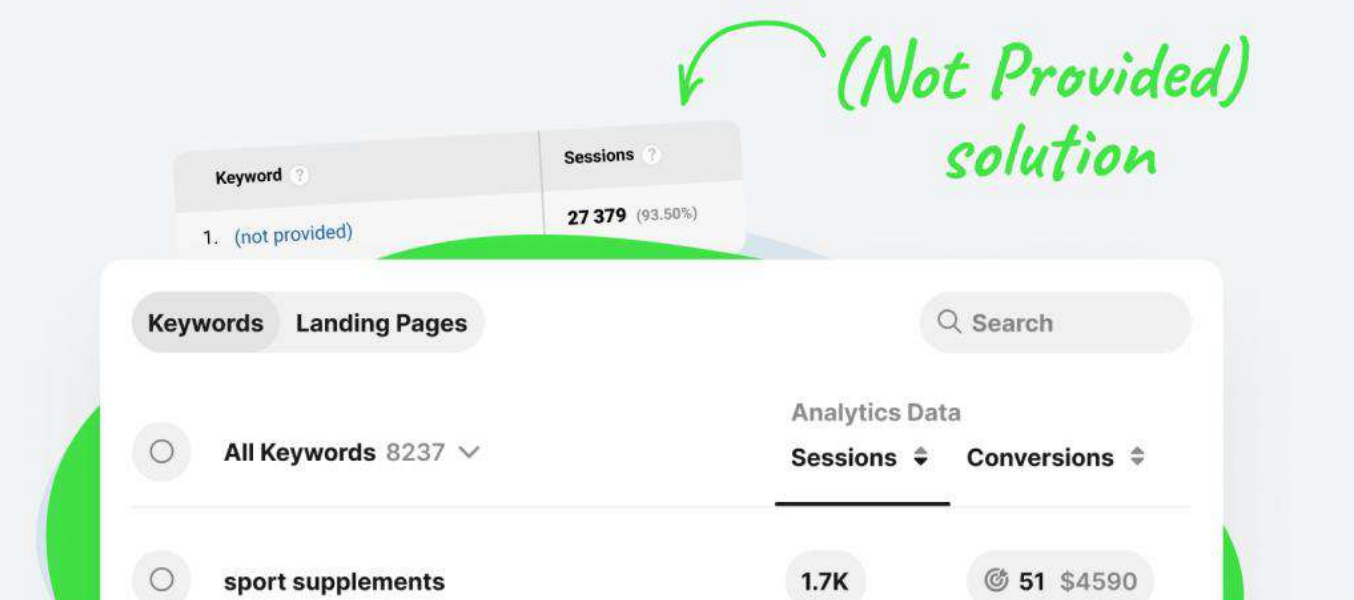 (Not Provided)
solution
Keyword ? Sessions ?
1. (not provided) 27 379 (93.50%)
Keywords Landing Pages Search
Analytics Data
All Keywords 8237 Sessions Conversions
sport supplements 1.7K 51 $4590